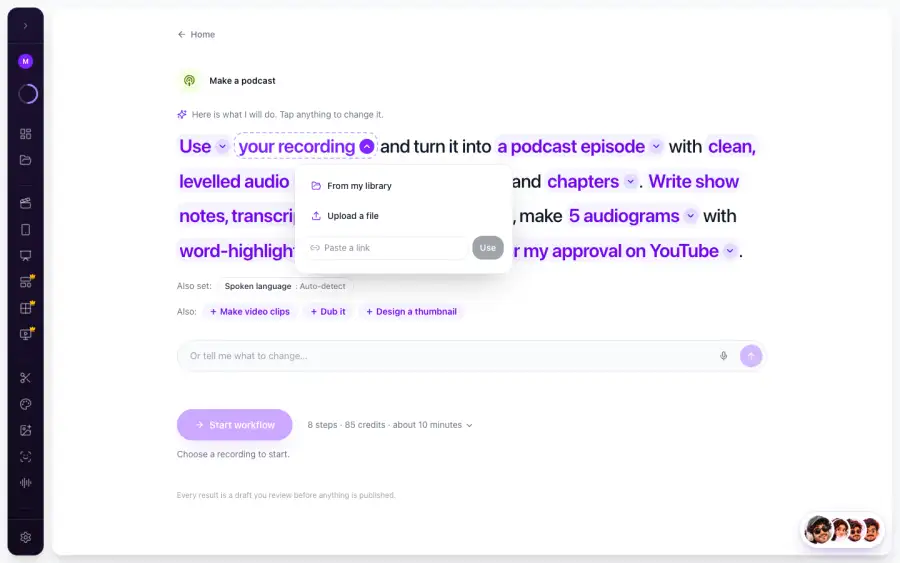 Home
M
Make a podcast
Here is what I will do. Tap anything to change it.
Use your recording and turn it into a podcast episode with clean,
levelled audio and chapters . Write show
From my library
notes, , make 5 audiograms with
Upload a file
word-highlight my approval on YouTube .
Paste a link Use
Also set: Spoken language : Auto-detect
Also: + Make video clips + Dub it + Design a thumbnail
Or tell me what to change...
Start workflow 8 steps · 85 credits · about 10 minutes
Choose a recording to start.
Every result is a draft you review before anything is published.